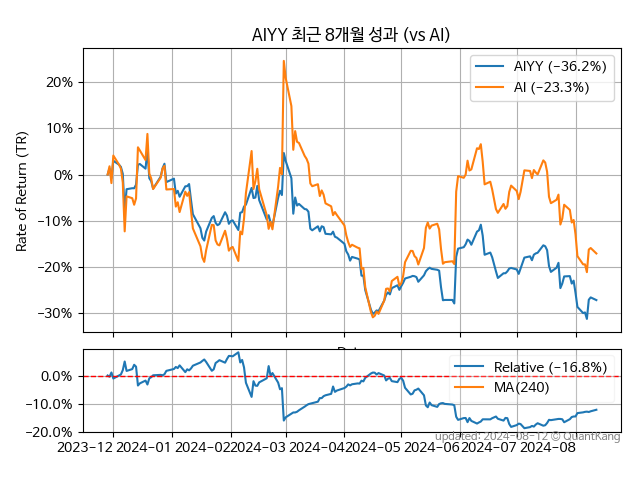 AIYY 최근 8개월 성과 (vs AI)
AIYY (−36.2%)
AI (−23.3%)
Rate of Return (TR)
20%
10%
0%
−10%
−20%
−30%
Relative (−16.8%)
MA(240)
0.0%
−10.0%
−20.0%
2023−12 2024−01 2024−02 2024−03 2024−04 2024−05 2024−06 2024−07 2024−08
updated: 2024−08−12 © QuantKang